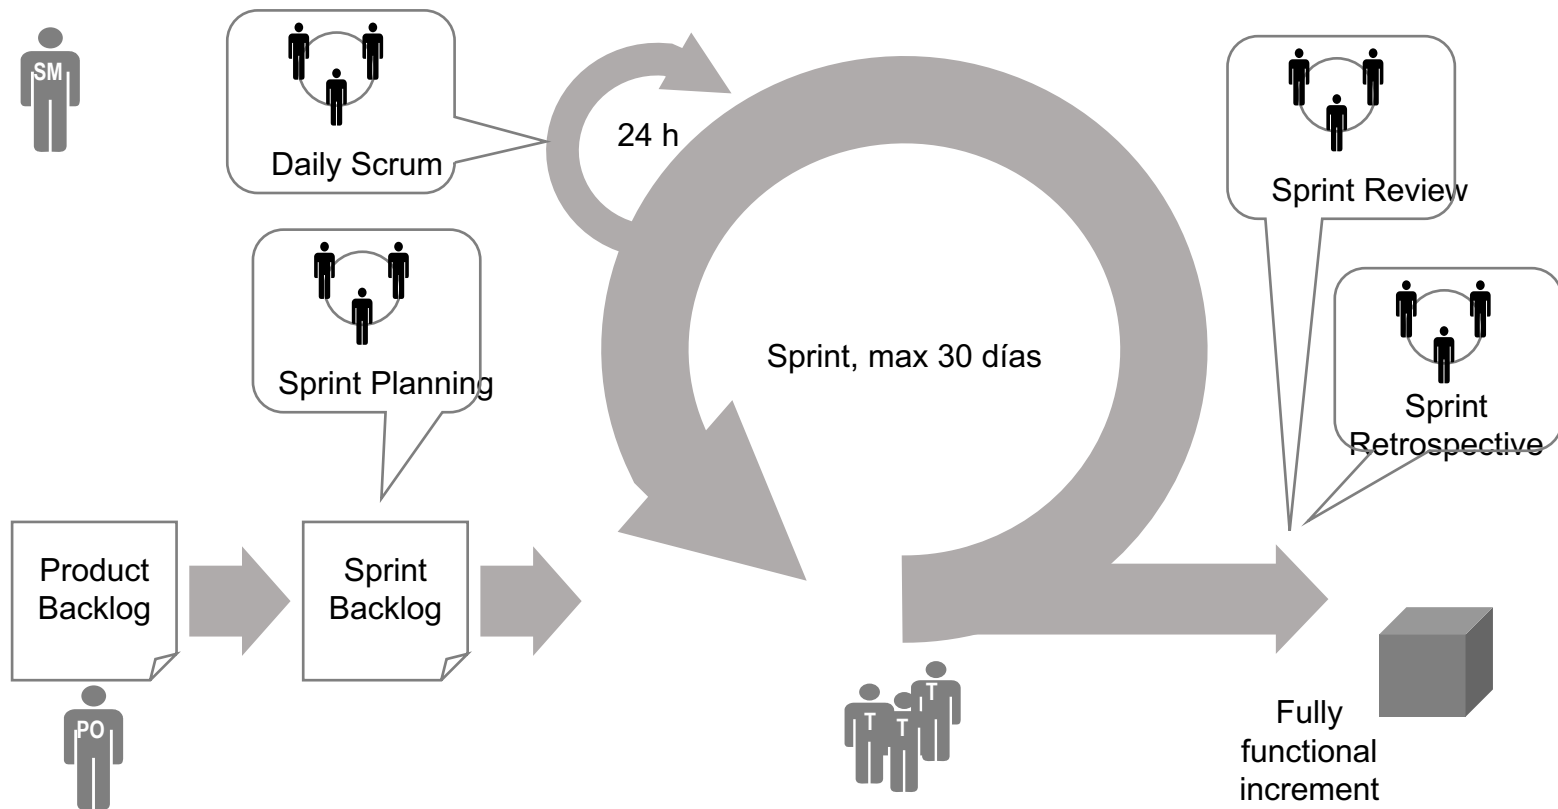 SM
Daily Scrum
24 h
Sprint Review
Sprint Planning
Sprint, max 30 días
Sprint
Retrospective
Product
Backlog
Sprint
Backlog
PO
T
T
T
Fully
functional
increment